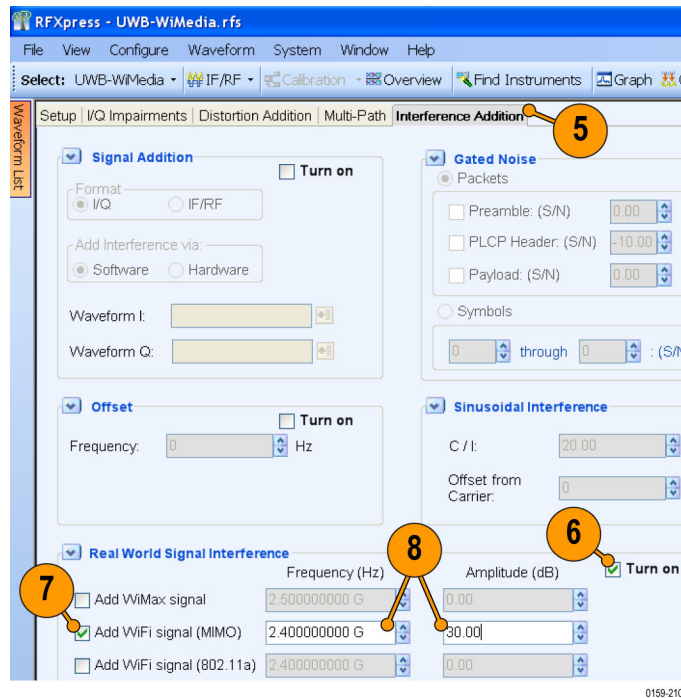 RFXpress - UWB-WiMedia.rfs
File View Configure Waveform System Window Help
Select: UWB-WiMedia IF/RF Calibration Overview Find Instruments Graph
Waveform List
Setup I/Q Impairments Distortion Addition Multi-Path Interference Addition
5
Signal Addition
Turn on
Format
I/Q IF/RF
Add Interference via:
Software Hardware
Waveform I:
Waveform Q:
Gated Noise
Packets
Preamble: (S/N) 0.00
PLCP Header: (S/N) -10.00
Payload: (S/N) 0.00
Symbols
0 through 0 : (S/N
Offset
Turn on
Frequency: 0 Hz
Sinusoidal Interference
C / I: 20.00
Offset from
Carrier: 0
Real World Signal Interference
8
6
Frequency (Hz) Amplitude (dB) Turn on
7
Add WiMax signal 2.500000000 G 0.00
Add WiFi signal (MIMO) 2.400000000 G 30.00
Add WiFi signal (802.11a) 2.400000000 G 0.00
0159-210